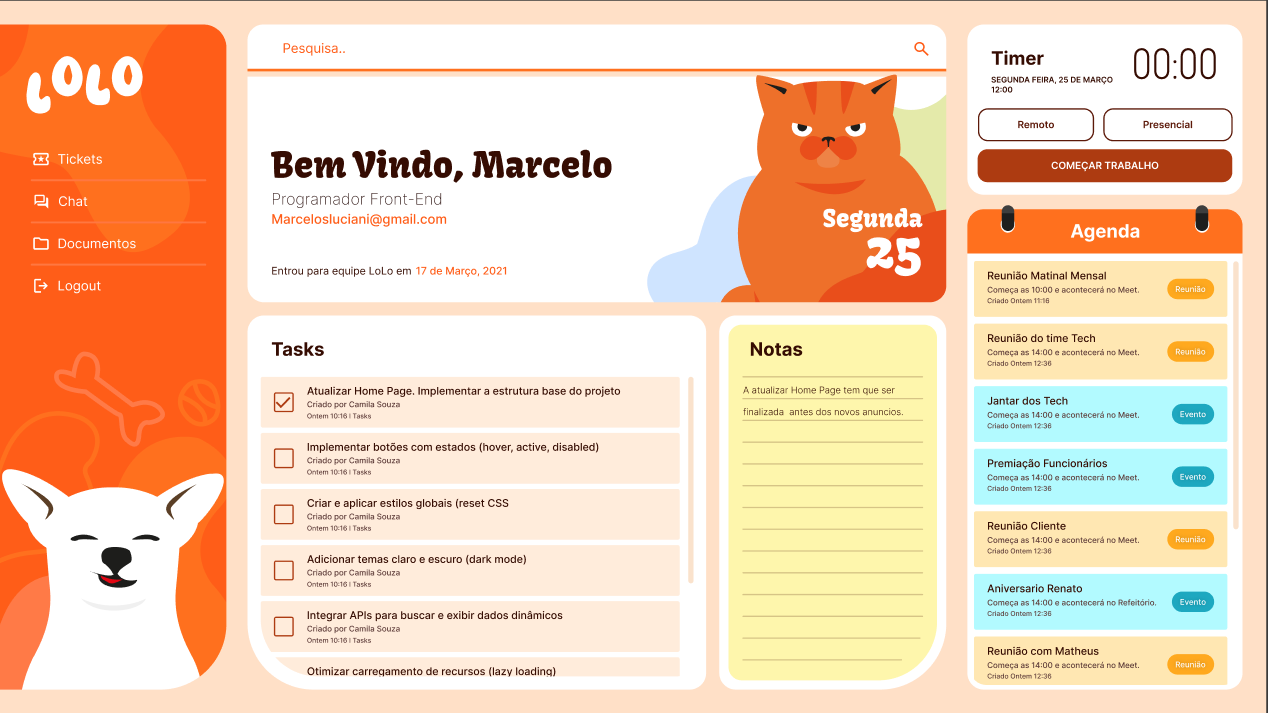 LOLO
Tickets
Chat
Documentos
Logout
Pesquisa..
Bem Vindo, Marcelo
Programador Front-End
Marcelosluciani@gmail.com
Entrou para equipe LoLo em 17 de Março, 2021
Segunda
25
Tasks
Atualizar Home Page. Implementar a estrutura base do projeto
Criado por Camila Souza
Ontem 10:16 | Tasks
Implementar botões com estados (hover, active, disabled)
Criado por Camila Souza
Ontem 10:16 | Tasks
Criar e aplicar estilos globais (reset CSS
Criado por Camila Souza
Ontem 10:16 | Tasks
Adicionar temas claro e escuro (dark mode)
Criado por Camila Souza
Ontem 10:16 | Tasks
Integrar APIs para buscar e exibir dados dinâmicos
Criado por Camila Souza
Ontem 10:16 | Tasks
Otimizar carregamento de recursos (lazy loading)
Notas
A atualizar Home Page tem que ser
finalizada antes dos novos anuncios.
Timer
SEGUNDA FEIRA, 25 DE MARÇO
12:00
00:00
Remoto
Presencial
COMEÇAR TRABALHO
Agenda
Reunião Matinal Mensal
Começa as 10:00 e acontecerá no Meet.
Criado Ontem 11:16
Reunião
Reunião do time Tech
Começa as 14:00 e acontecerá no Meet.
Criado Ontem 12:36
Reunião
Jantar dos Tech
Começa as 14:00 e acontecerá no Meet.
Criado Ontem 12:36
Evento
Premiação Funcionários
Começa as 14:00 e acontecerá no Meet.
Criado Ontem 12:36
Evento
Reunião Cliente
Começa as 14:00 e acontecerá no Meet.
Criado Ontem 12:36
Reunião
Aniversario Renato
Começa as 14:00 e acontecerá no Refeitório.
Criado Ontem 12:36
Evento
Reunião com Matheus
Começa as 14:00 e acontecerá no Meet.
Criado Ontem 12:36
Reunião